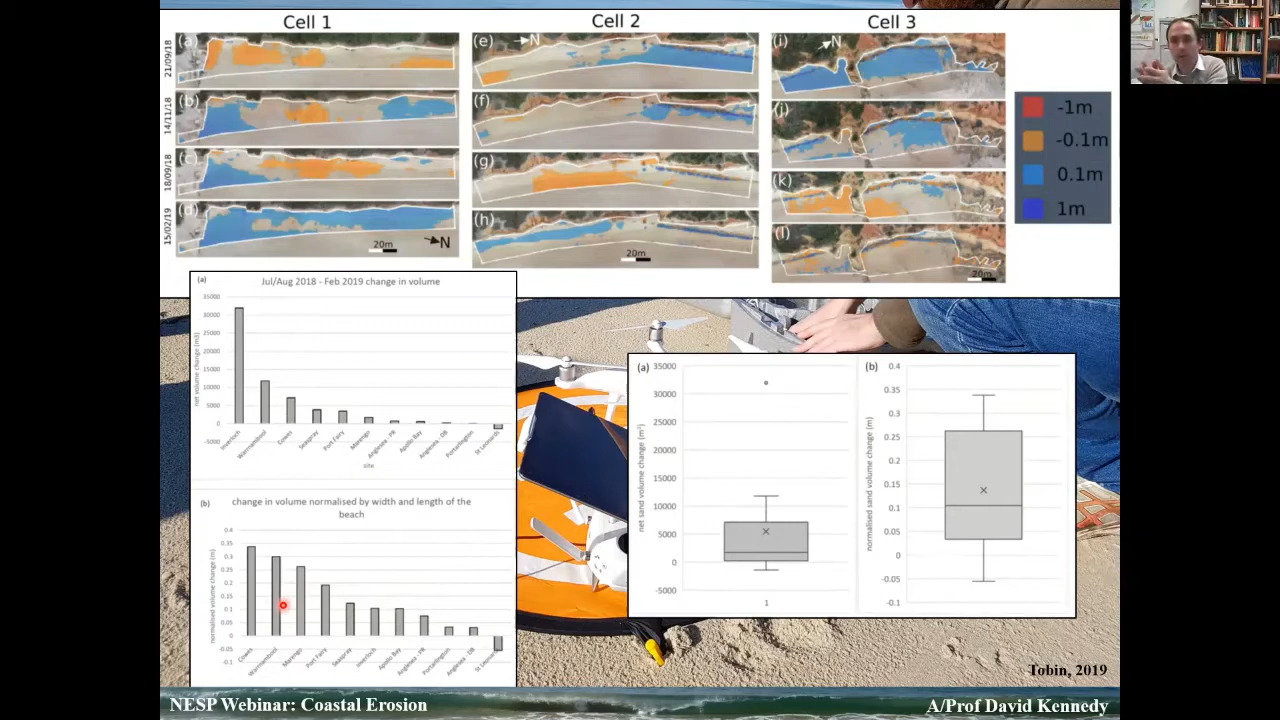 Cell 1
Cell 2
Cell 3
21/09/18
(a)
14/11/18
(b)
18/09/18
(c)
15/02/19
(d)
20m
N
(e)
N
(f)
(g)
(h)
20m
(i)
N
(j)
(k)
(l)
20m
-1m
-0.1m
0.1m
1m
(a)
Jul/Aug 2018 - Feb 2019 change in volume
net volume change (m3)
35000
30000
25000
20000
15000
10000
5000
0
-5000
Inverloch
Warrnambool
Cowes
Seaspray
Port Fairy
Marengo
Anglesea - PR
Apollo Bay
Anglesea - DB
Portarlington
St Leonards
site
(b)
change in volume normalised by width and length of the
beach
normalised volume change (m)
0.4
0.35
0.3
0.25
0.2
0.15
0.1
0.05
0
-0.05
-0.1
Cowes
Warrnambool
Marengo
Port Fairy
Seaspray
Inverloch
Apollo Bay
Anglesea - PR
Portarlington
Anglesea - DB
St Leonards
(a)
net sand volume change (m³)
35000
30000
25000
20000
15000
10000
5000
0
-5000
1
(b)
normalised sand volume change (m)
0.4
0.35
0.3
0.25
0.2
0.15
0.1
0.05
0
-0.05
-0.1
Tobin, 2019
NESP Webinar: Coastal Erosion
A/Prof David Kennedy